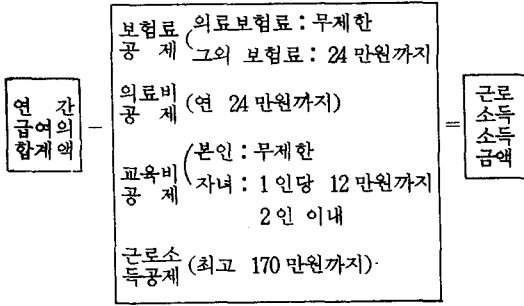 연 간
급여의
합계액
−
보험료
공 제
( 의료보험료 : 무제한
그외 보험료 : 24 만원까지
의료비
공 제
(연 24 만원까지)
교육비
공 제
( 본인 : 무제한
자녀 : 1 인당 12 만원까지
2 인 이내
근로소
득공제
(최고 170 만원까지)
=
근로
소득
소득
금액